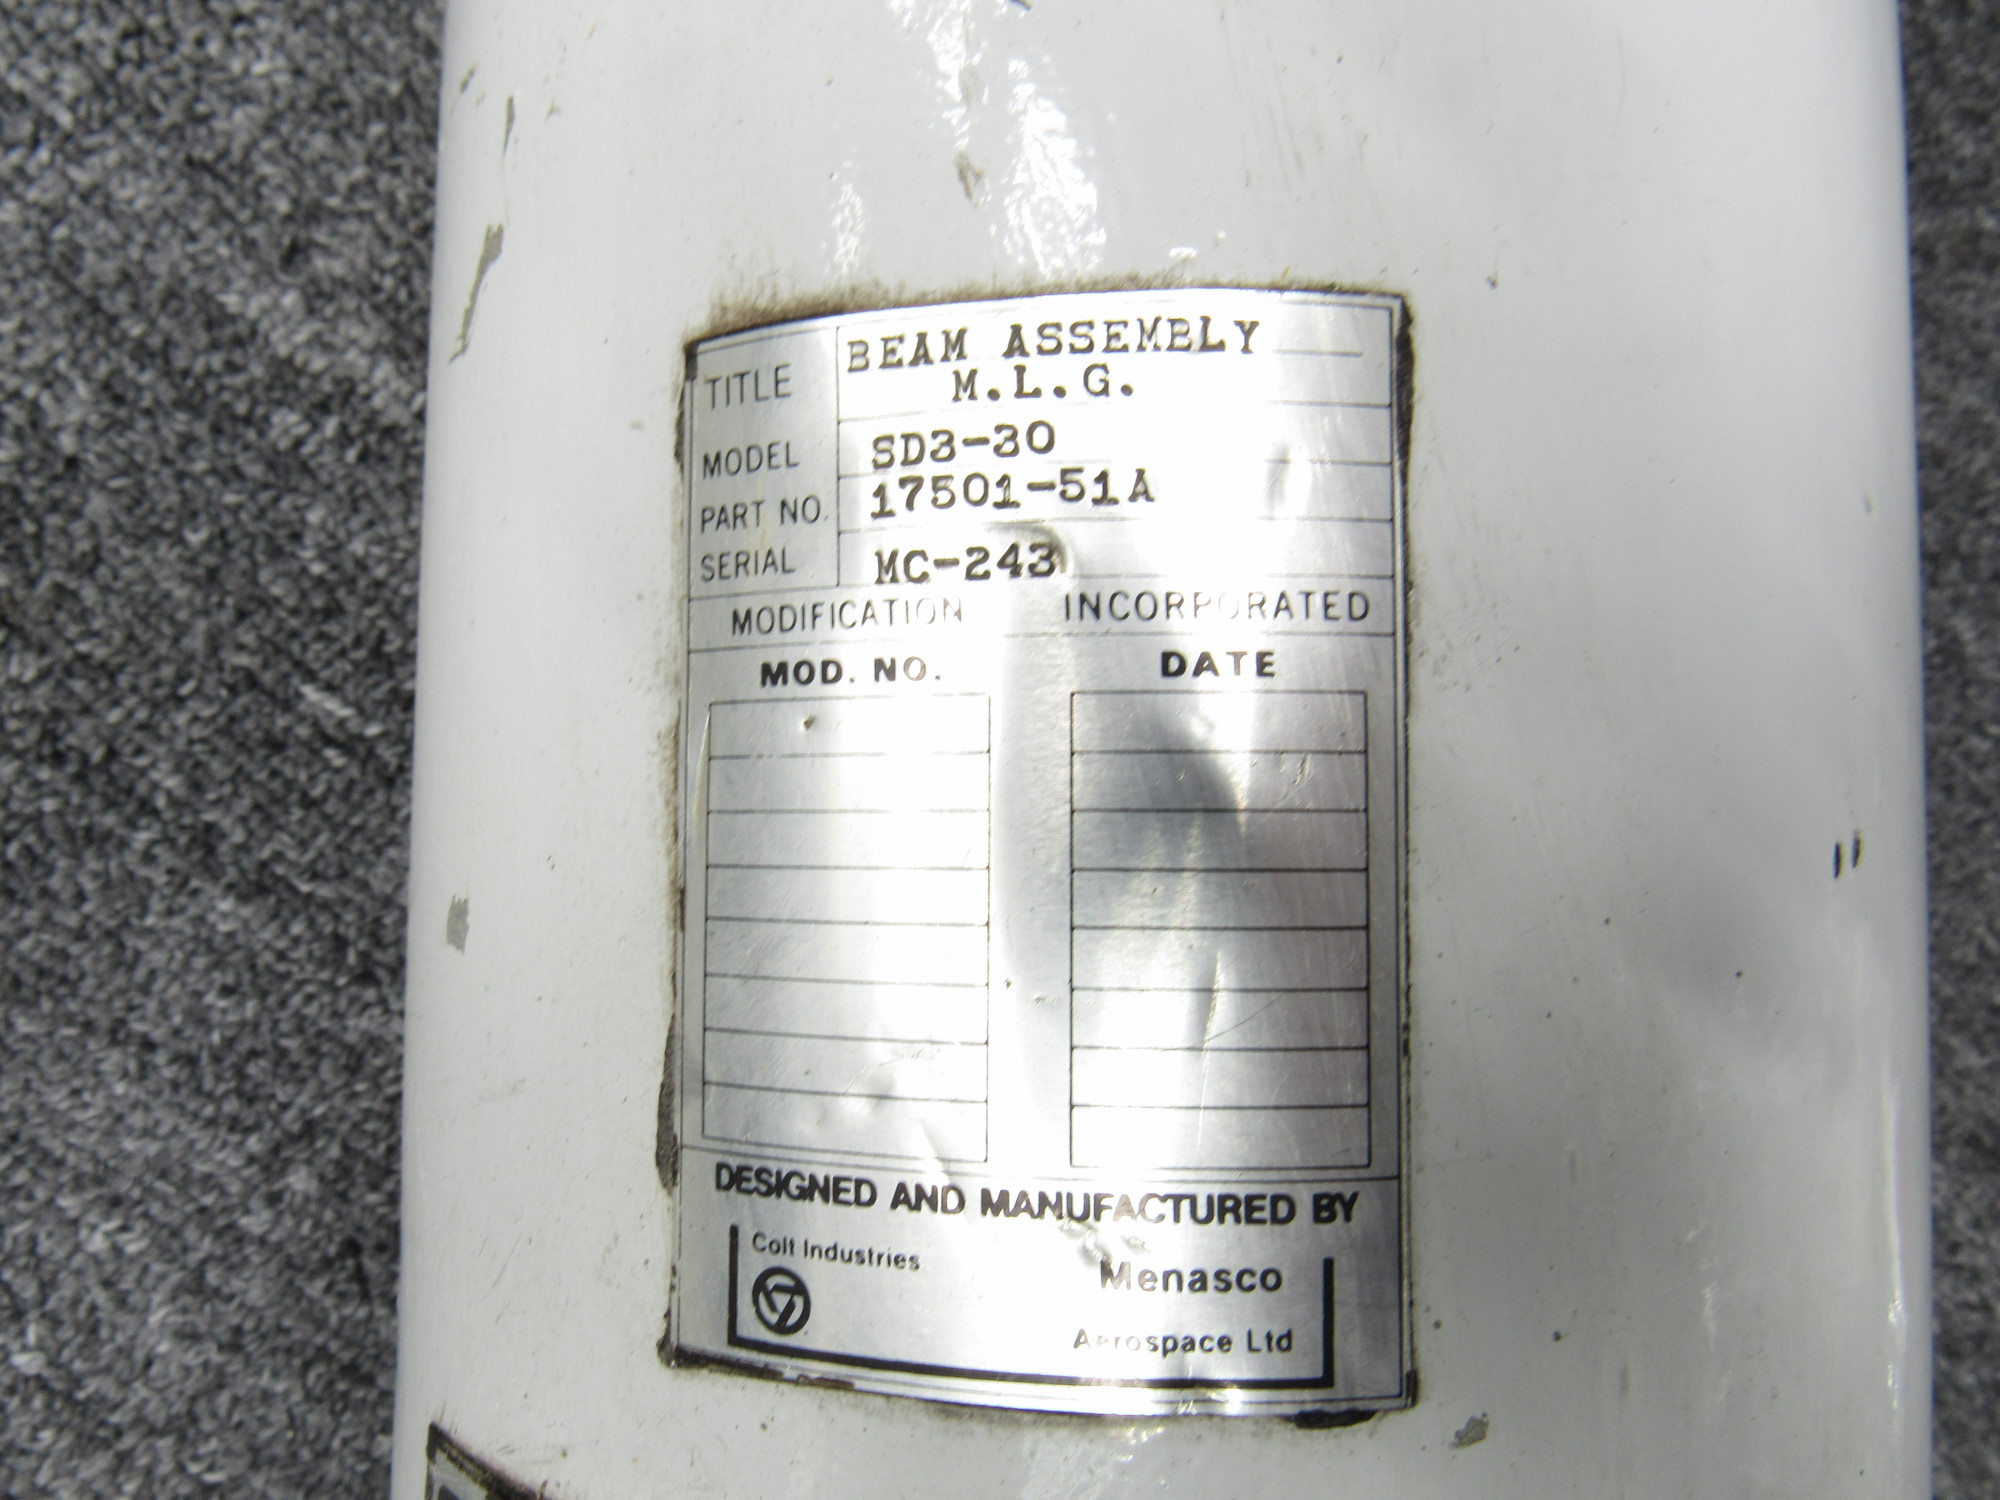 TITLE BEAM ASSEMBLY
M.L.G.
MODEL SD3-30
PART NO. 17501-51A
SERIAL MC-243
MODIFICATION INCORPORATED
MOD. NO. DATE
DESIGNED AND MANUFACTURED BY
Colt Industries
Menasco
Aerospace Ltd